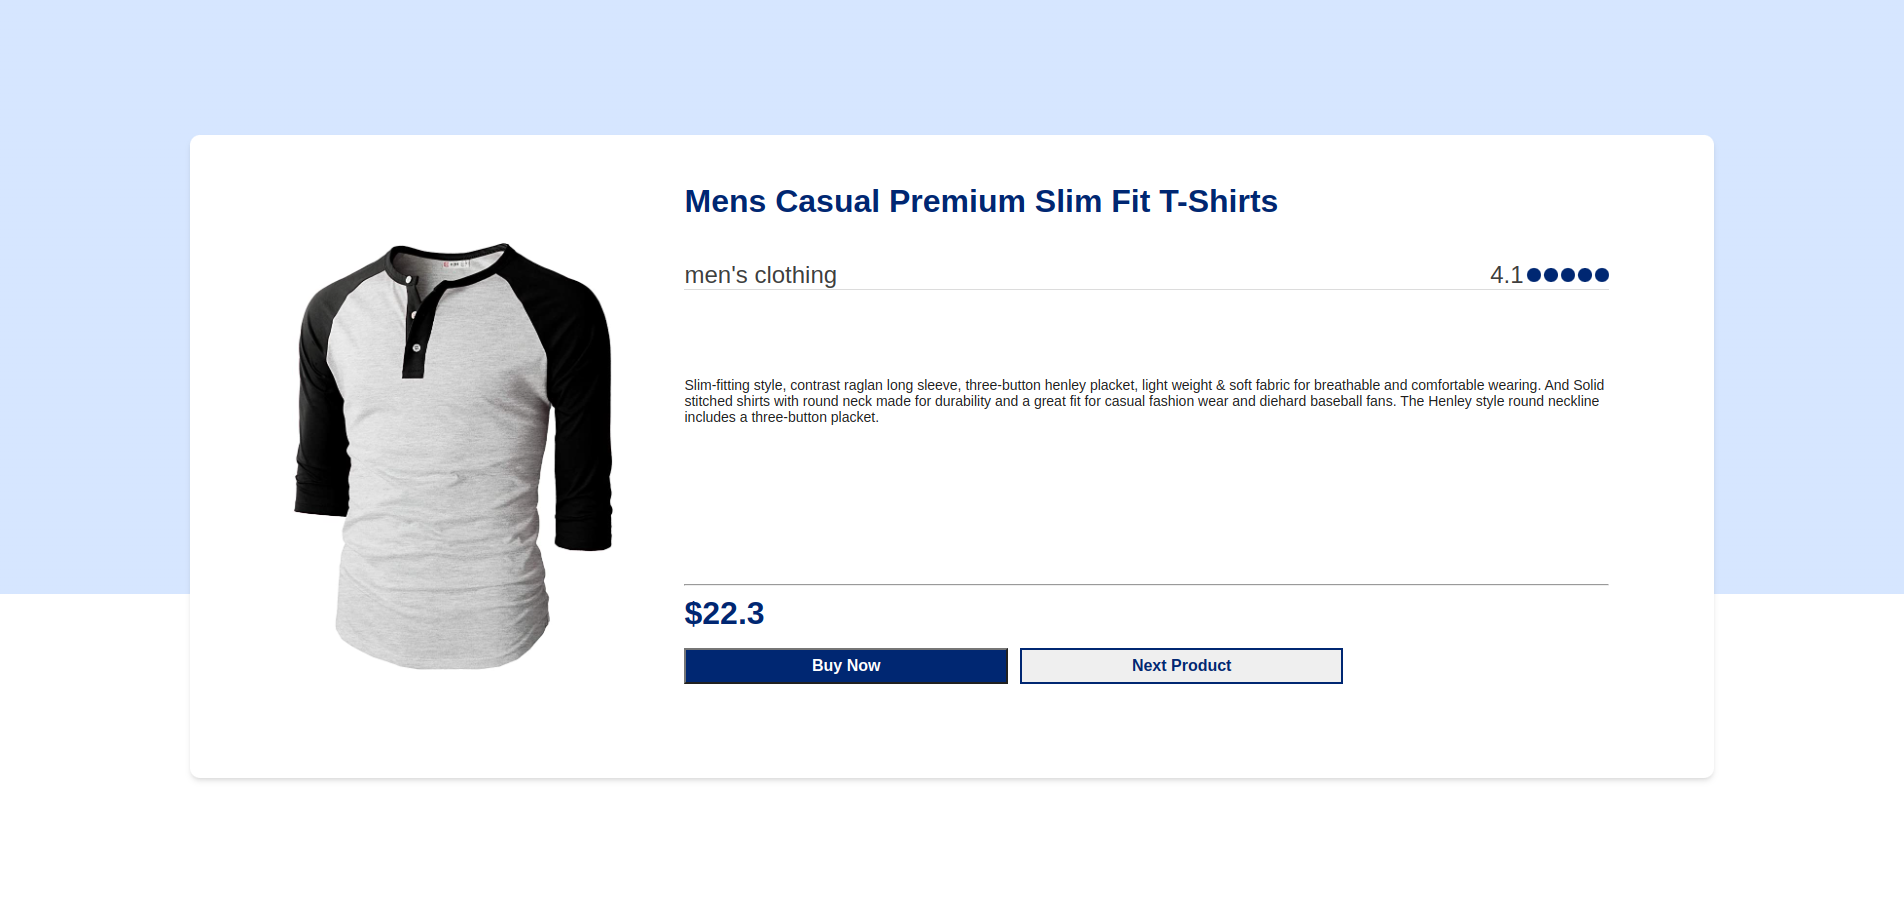 Mens Casual Premium Slim Fit T-Shirts
men's clothing 4.1
Slim-fitting style, contrast raglan long sleeve, three-button henley placket, light weight & soft fabric for breathable and comfortable wearing. And Solid
stitched shirts with round neck made for durability and a great fit for casual fashion wear and diehard baseball fans. The Henley style round neckline
includes a three-button placket.
$22.3
Buy Now Next Product